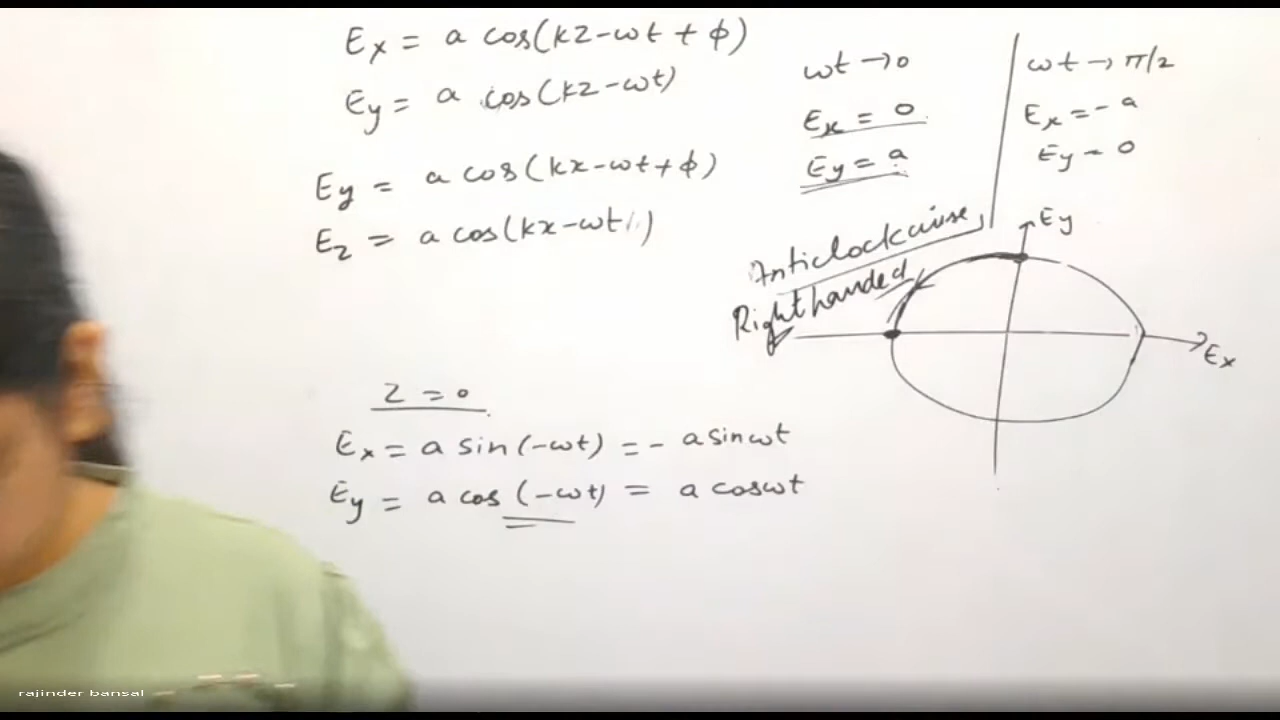 Ex = a cos(kz-ωt + ϕ)
Ey = a cos(kz-ωt)
Ey = a cos(kx-ωt+ϕ)
Ez = a cos(kx-ωt)
ωt → 0
Ex = 0
Ey = a
ωt → π/2
Ex = - a
Ey = 0
Anticlockwise
Right handed
Ey
Ex
z = 0
Ex = a sin(-ωt) = - a sinωt
Ey = a cos (-ωt) = a cosωt
rajinder bansal